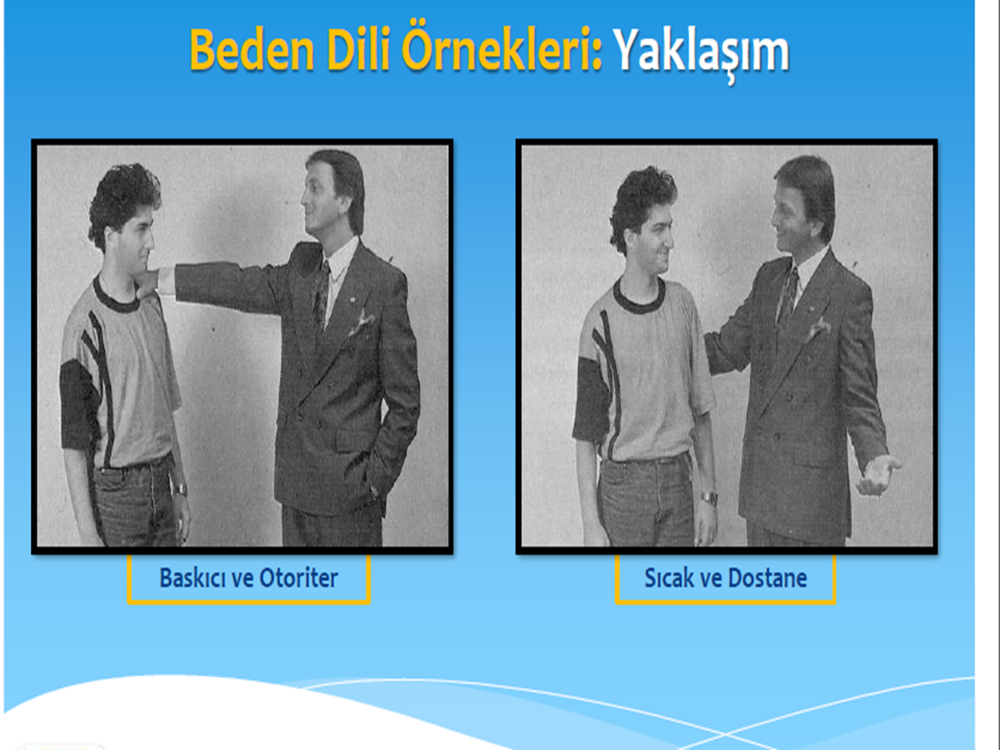 Beden Dili Örnekleri: Yaklaşım
Baskıcı ve Otoriter
Sıcak ve Dostane